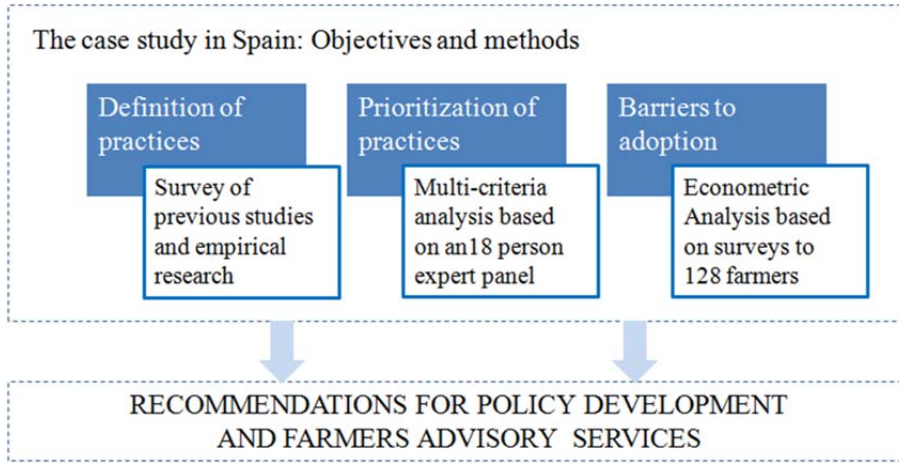 The case study in Spain: Objectives and methods
Definition of
practices
Survey of
previous studies
and empirical
research
Prioritization of
practices
Multi-criteria
analysis based
on an18 person
expert panel
Barriers to
adoption
Econometric
Analysis based
on surveys to
128 farmers
RECOMMENDATIONS FOR POLICY DEVELOPMENT
AND FARMERS ADVISORY SERVICES